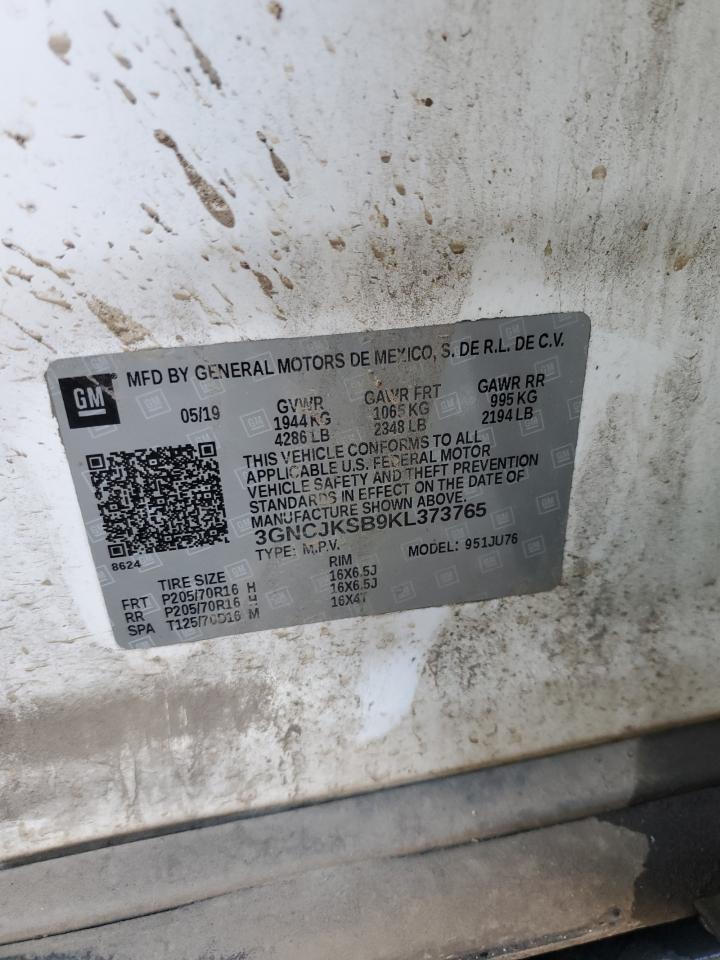 GM
MFD BY GENERAL MOTORS DE MEXICO, S. DE R.L. DE C.V.
05/19 GVWR GAWR FRT GAWR RR
1944 KG 1065 KG 995 KG
4286 LB 2348 LB 2194 LB
THIS VEHICLE CONFORMS TO ALL
APPLICABLE U.S. FEDERAL MOTOR
VEHICLE SAFETY AND THEFT PREVENTION
STANDARDS IN EFFECT ON THE DATE OF
MANUFACTURE SHOWN ABOVE.
3GNCJKSB9KL373765
8624
TYPE: M.P.V. MODEL: 951JU76
TIRE SIZE RIM
FRT P205/70R16 H 16X6.5J
RR P205/70R16 H 16X6.5J
SPA T125/70D16 M 16X4T